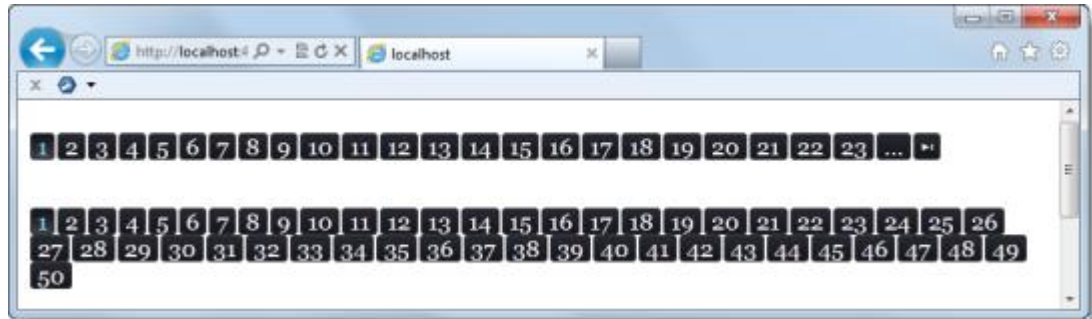 http://localhost:4
localhost
1 2 3 4 5 6 7 8 9 10 11 12 13 14 15 16 17 18 19 20 21 22 23 ...
1 2 3 4 5 6 7 8 9 10 11 12 13 14 15 16 17 18 19 20 21 22 23 24 25 26
27 28 29 30 31 32 33 34 35 36 37 38 39 40 41 42 43 44 45 46 47 48 49
50